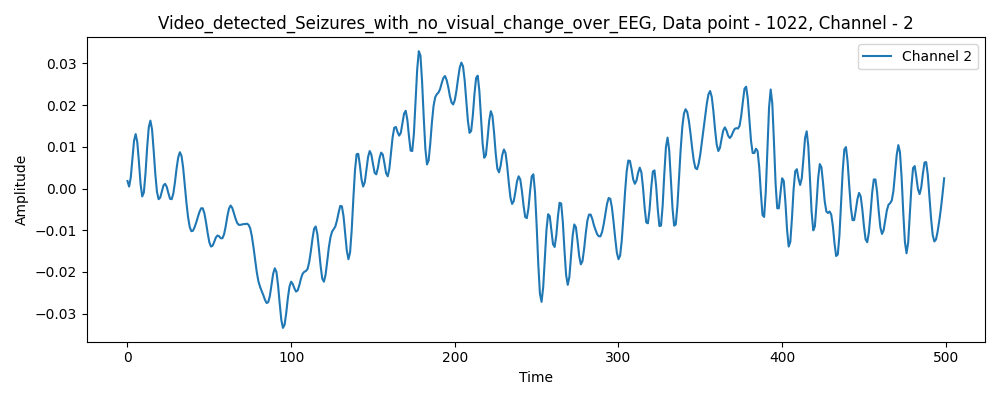 Video_detected_Seizures_with_no_visual_change_over_EEG, Data point - 1022, Channel - 2
Channel 2
Amplitude
0.03
0.02
0.01
0.00
−0.01
−0.02
−0.03
0 100 200 300 400 500
Time